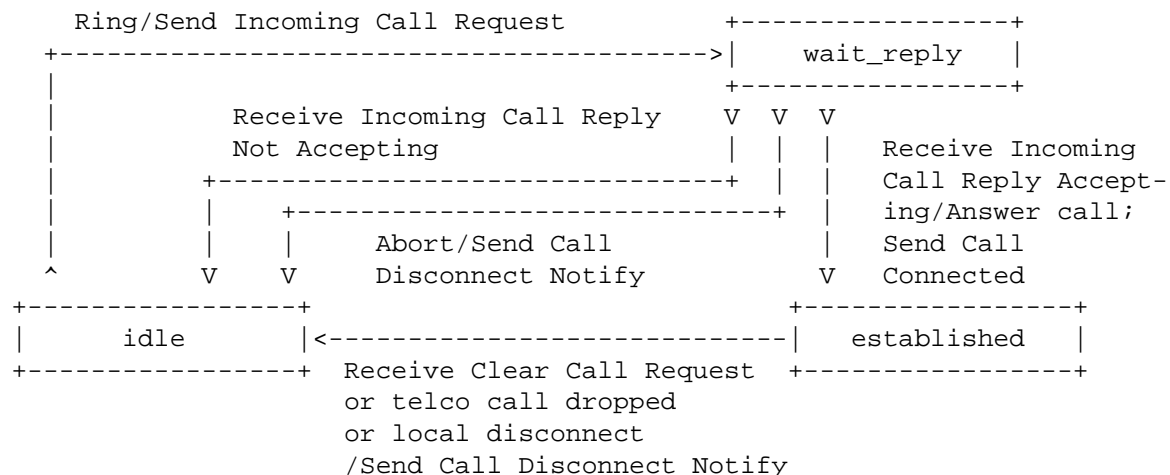 Ring/Send Incoming Call Request
wait_reply
Receive Incoming Call Reply
Not Accepting
Receive Incoming
Call Reply Accept-
ing/Answer call;
Send Call
Connected
Abort/Send Call
Disconnect Notify
idle
established
Receive Clear Call Request
or telco call dropped
or local disconnect
/Send Call Disconnect Notify